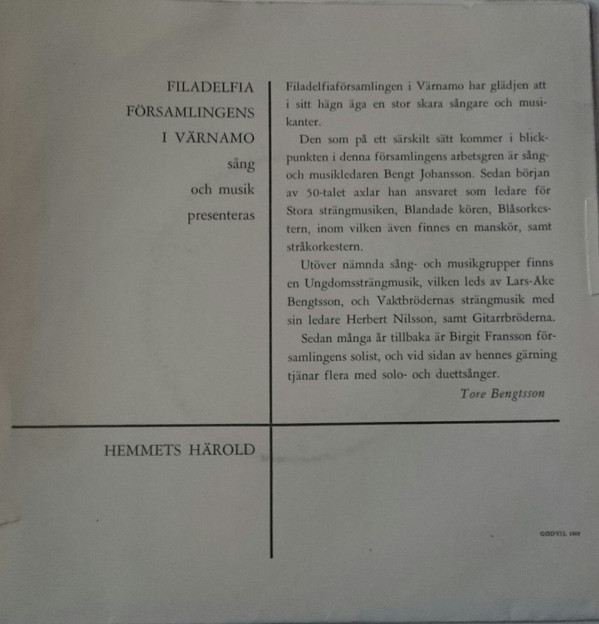 FILADELFIA
FÖRSAMLINGENS
I VÄRNAMO
sång
och musik
presenteras
Filadelfiaförsamlingen i Värnamo har glädjen att
i sitt hägn äga en stor skara sångare och musi-
kanter.
Den som på ett särskilt sätt kommer i blick-
punkten i denna församlingens arbetsgren är sång-
och musikledaren Bengt Johansson. Sedan början
av 50-talet axlar han ansvaret som ledare för
Stora strängmusiken, Blandade kören, Blåsorkes-
tern, inom vilken även finnes en manskör, samt
stråkorkestern.
Utöver nämnda sång- och musikgrupper finns
en Ungdomssträngmusik, vilken leds av Lars-Åke
Bengtsson, och Vaktbrödernas strängmusik med
sin ledare Herbert Nilsson, samt Gitarrbröderna.
Sedan många år tillbaka är Birgit Fransson för-
samlingens solist, och vid sidan av hennes gärning
tjänar flera med solo- och duettsånger.
Tore Bengtsson
HEMMETS HÄROLD